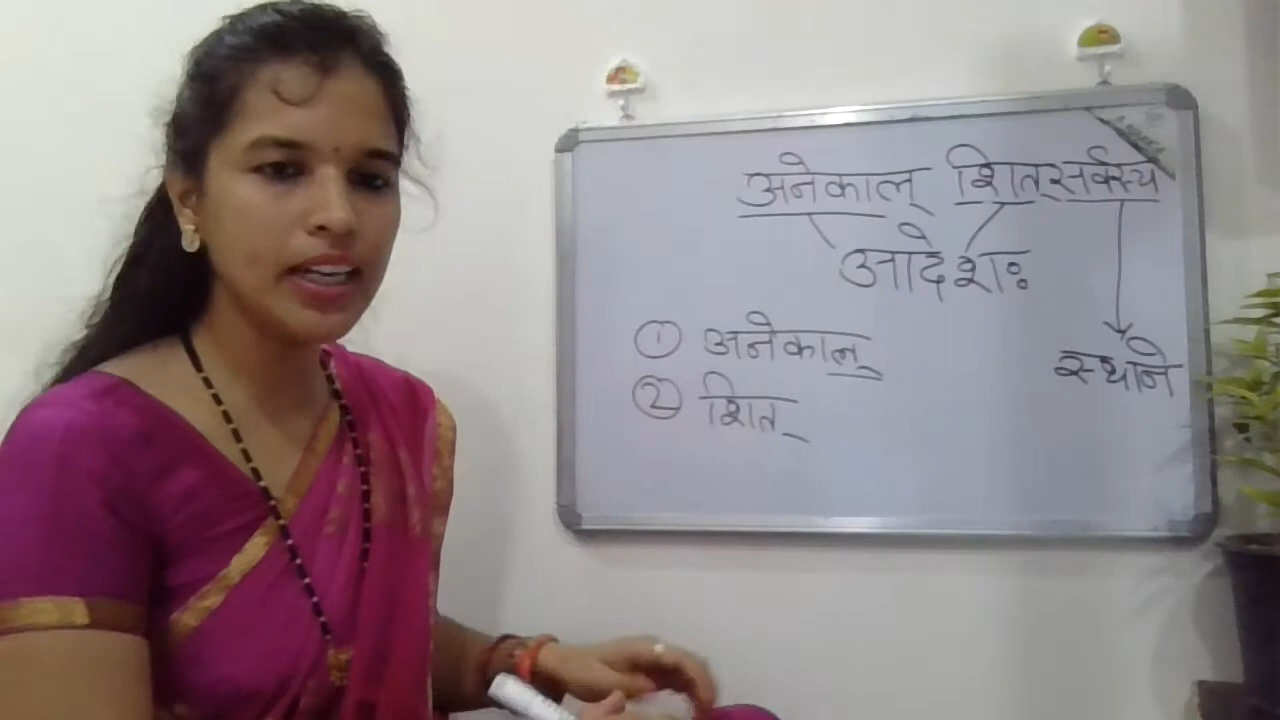 अनेकाल् शित्सर्वस्य
आदेशः
① अनेकाल्
② शित्
स्थाने